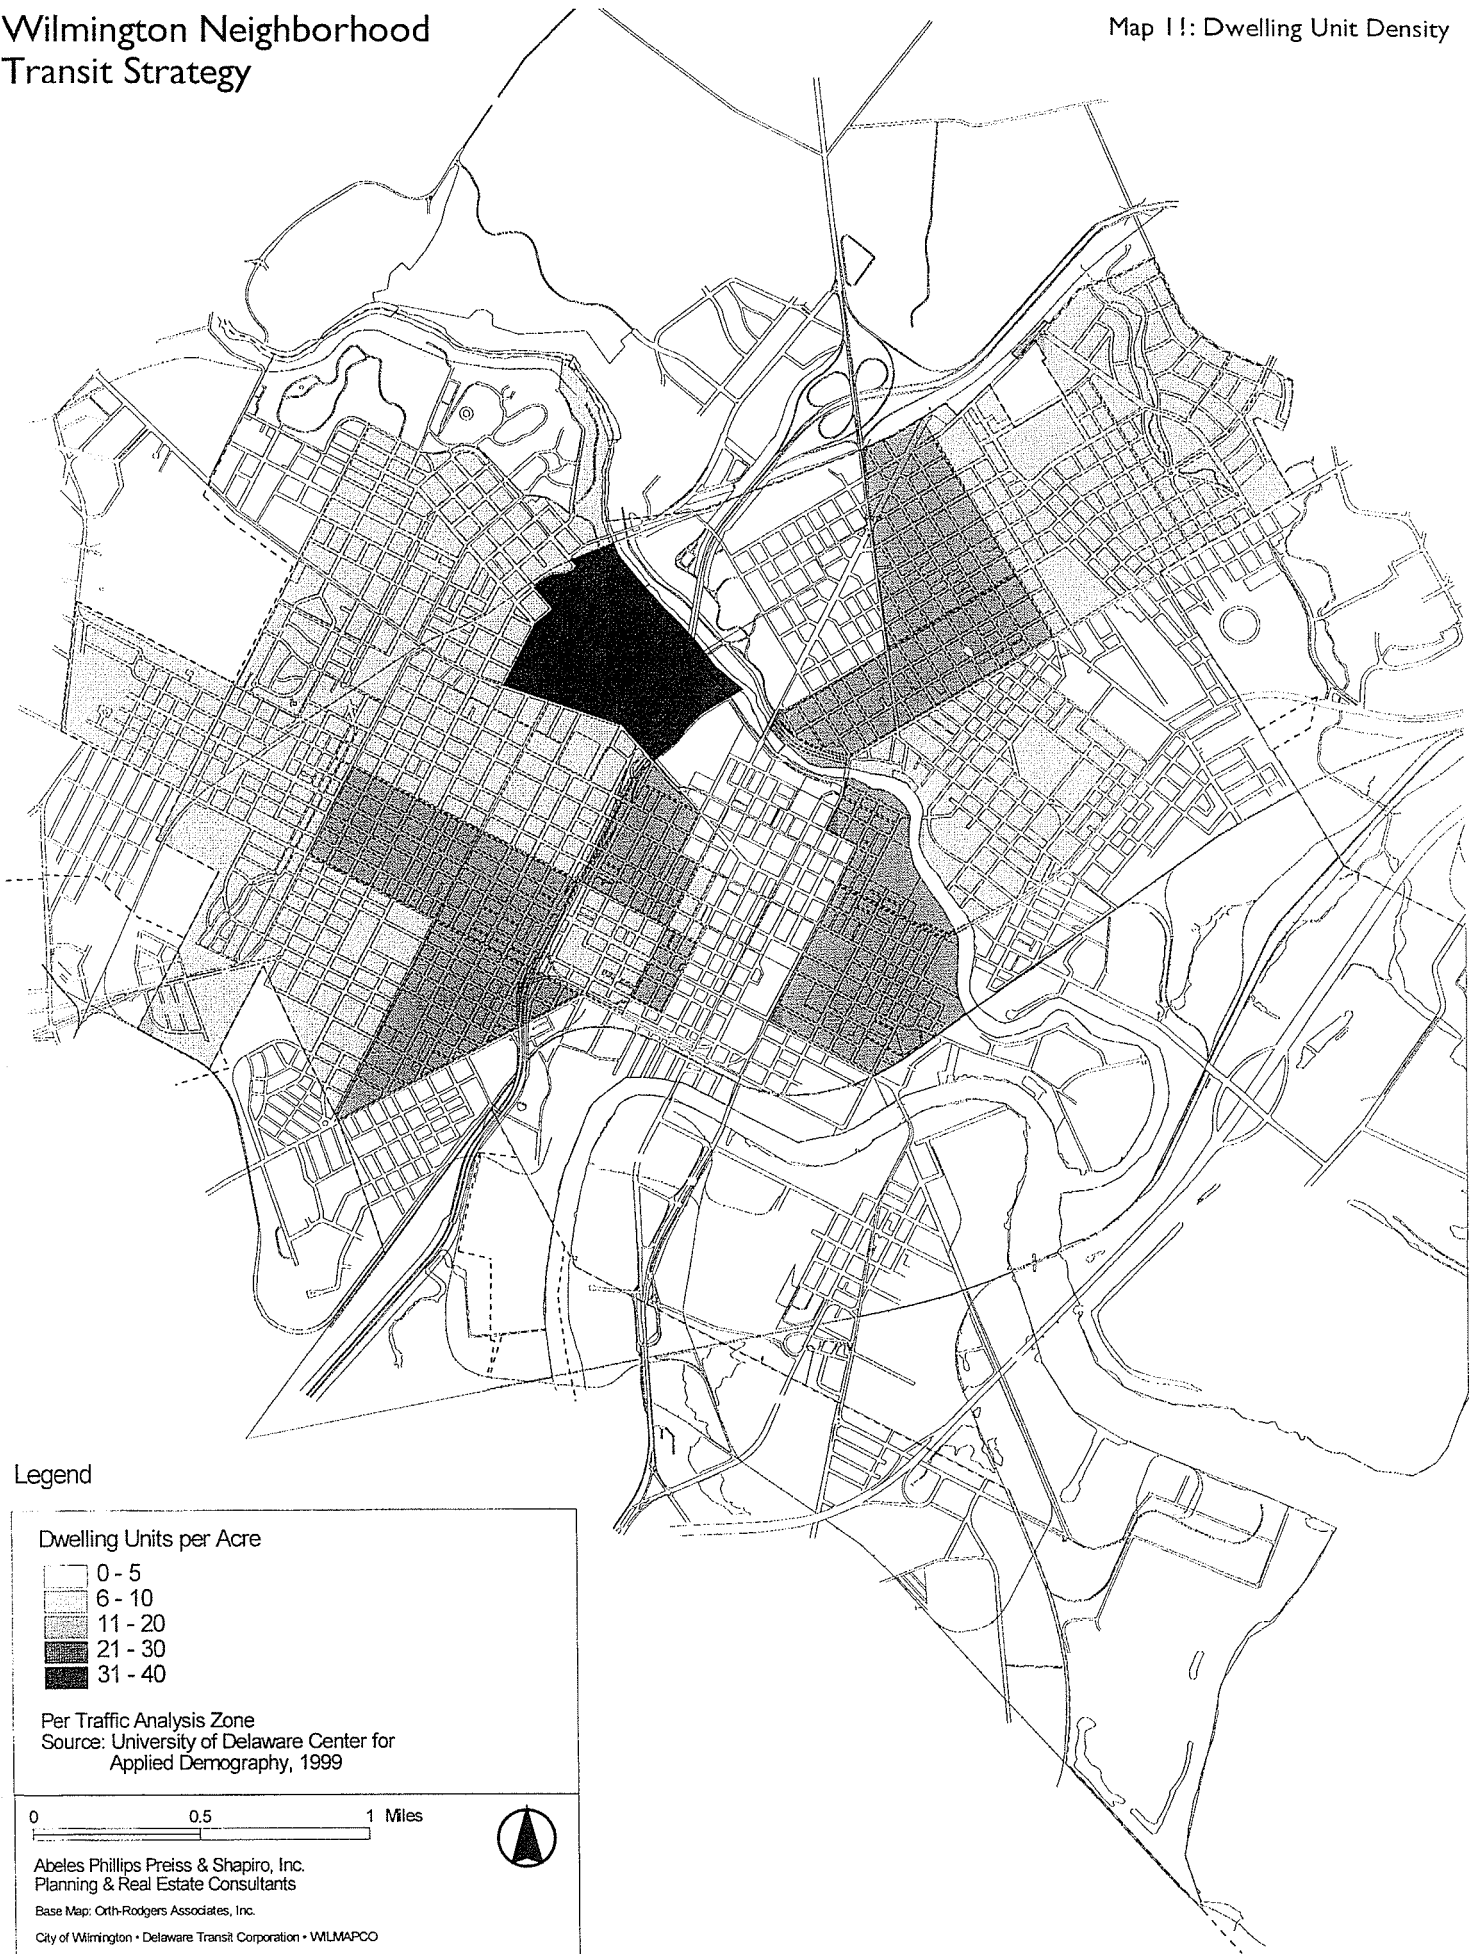 Wilmington Neighborhood
Transit Strategy
Map 1!: Dwelling Unit Density
Legend
Dwelling Units per Acre
0 - 5
6 - 10
11 - 20
21 - 30
31 - 40
Per Traffic Analysis Zone
Source: University of Delaware Center for
Applied Demography, 1999
0 0.5 1 Miles
Abeles Phillips Preiss & Shapiro, Inc.
Planning & Real Estate Consultants
Base Map: Orth-Rodgers Associates, Inc.
City of Wilmington • Delaware Transit Corporation • WILMAPCO